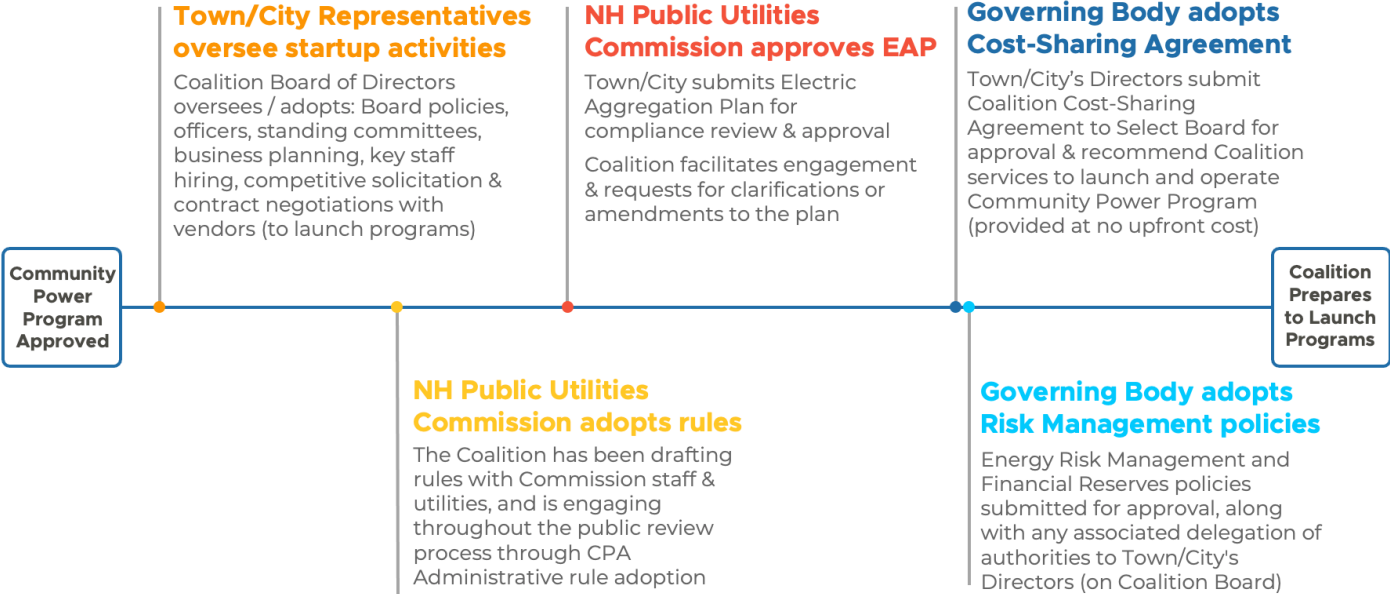 Town/City Representatives
oversee startup activities
Coalition Board of Directors
oversees / adopts: Board policies,
officers, standing committees,
business planning, key staff
hiring, competitive solicitation &
contract negotiations with
vendors (to launch programs)
NH Public Utilities
Commission approves EAP
Town/City submits Electric
Aggregation Plan for
compliance review & approval
Coalition facilitates engagement
& requests for clarifications or
amendments to the plan
Governing Body adopts
Cost-Sharing Agreement
Town/City’s Directors submit
Coalition Cost-Sharing
Agreement to Select Board for
approval & recommend Coalition
services to launch and operate
Community Power Program
(provided at no upfront cost)
Community
Power
Program
Approved
Coalition
Prepares
to Launch
Programs
NH Public Utilities
Commission adopts rules
The Coalition has been drafting
rules with Commission staff &
utilities, and is engaging
throughout the public review
process through CPA
Administrative rule adoption
Governing Body adopts
Risk Management policies
Energy Risk Management and
Financial Reserves policies
submitted for approval, along
with any associated delegation of
authorities to Town/City's
Directors (on Coalition Board)